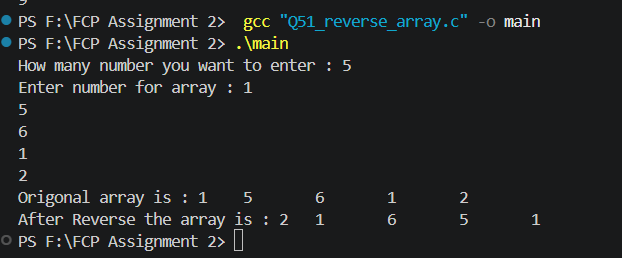 PS F:\FCP Assignment 2>  gcc "Q51_reverse_array.c" -o main
PS F:\FCP Assignment 2> .\main
How many number you want to enter : 5
Enter number for array : 1
5
6
1
2
Origonal array is : 1    5       6       1       2
After Reverse the array is : 2   1       6       5       1
PS F:\FCP Assignment 2>